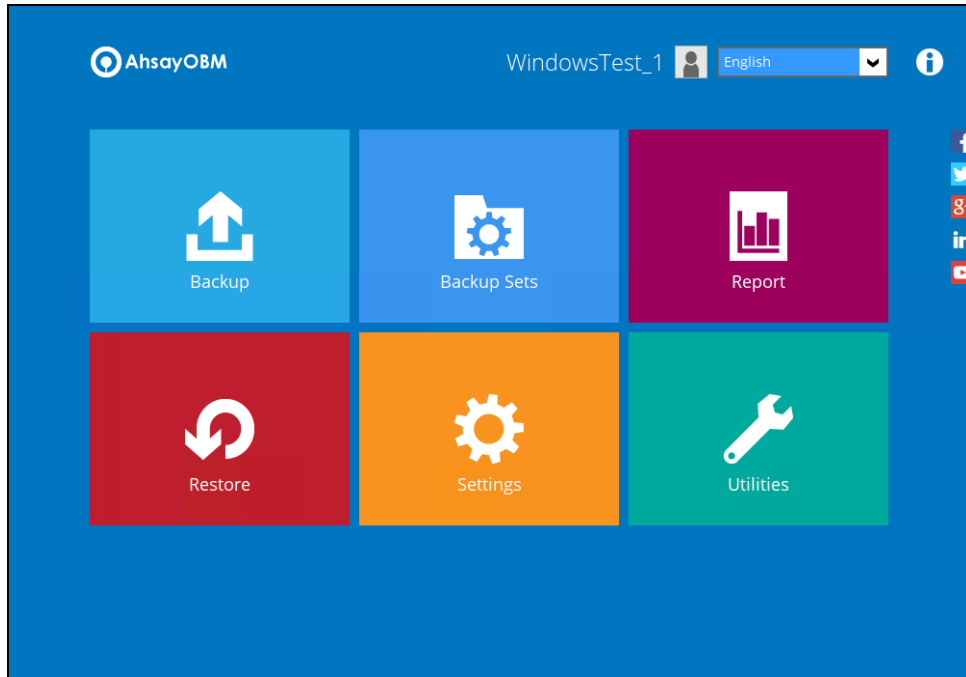 AhsayOBM
WindowsTest_1
English
Backup
Backup Sets
Report
Restore
Settings
Utilities